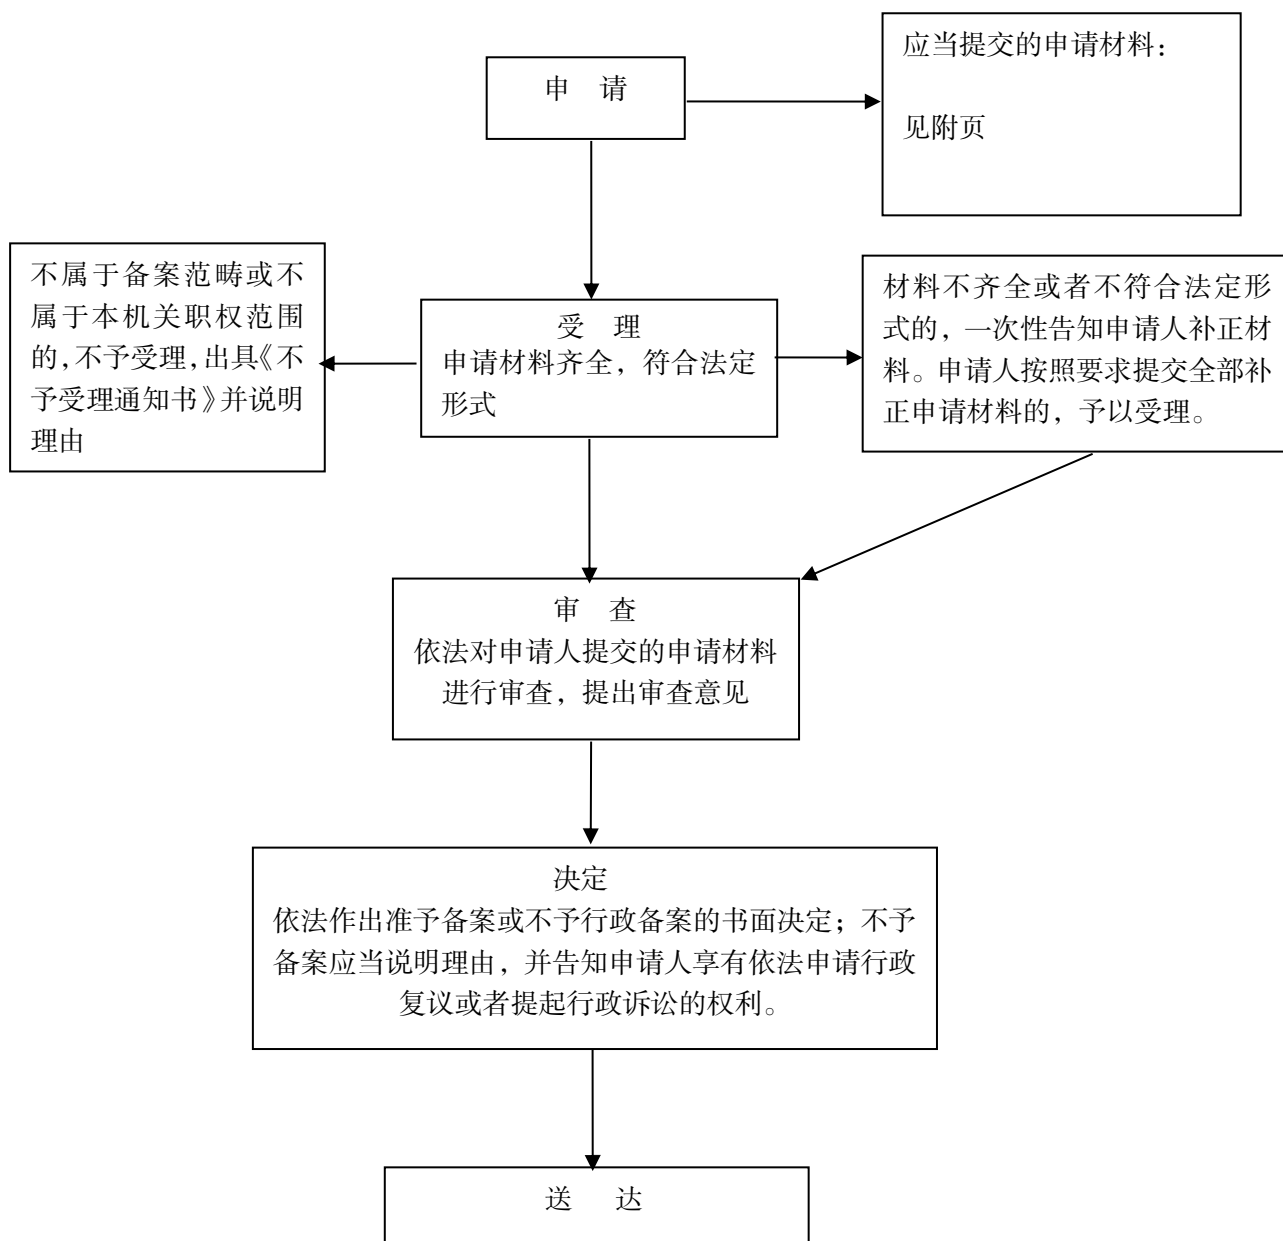 申 请
应当提交的申请材料：
见附页
不属于备案范畴或不
属于本机关职权范围
的，不予受理，出具《不
予受理通知书》并说明
理由
受 理
申请材料齐全，符合法定
形式
材料不齐全或者不符合法定形
式的，一次性告知申请人补正材
料。申请人按照要求提交全部补
正申请材料的，予以受理。
审 查
依法对申请人提交的申请材料
进行审查，提出审查意见
决定
依法作出准予备案或不予行政备案的书面决定；不予
备案应当说明理由，并告知申请人享有依法申请行政
复议或者提起行政诉讼的权利。
送 达